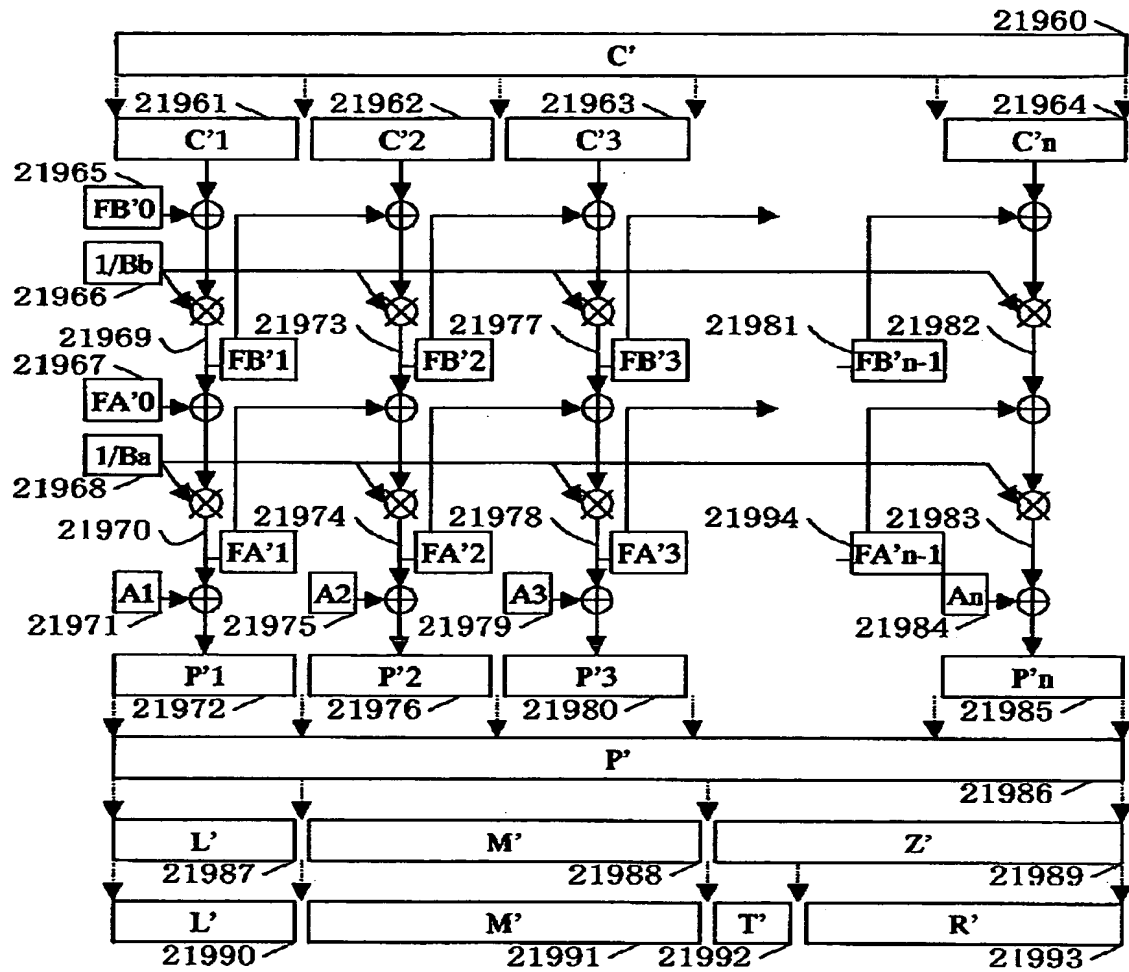 21960
C'
21961 21962 21963 21964
C'1 C'2 C'3 C'n
21965
FB'0
1/Bb
21966
21969 21973 21977 21981 21982
FB'1 FB'2 FB'3 FB'n-1
21967
FA'0
1/Ba
21968
21970 21974 21978 21994 21983
FA'1 FA'2 FA'3 FA'n-1
A1 A2 A3 An
21971 21975 21979 21984
P'1 P'2 P'3 P'n
21972 21976 21980 21985
P'
21986
L' M' Z'
21987 21988 21989
L' M' T' R'
21990 21991 21992 21993